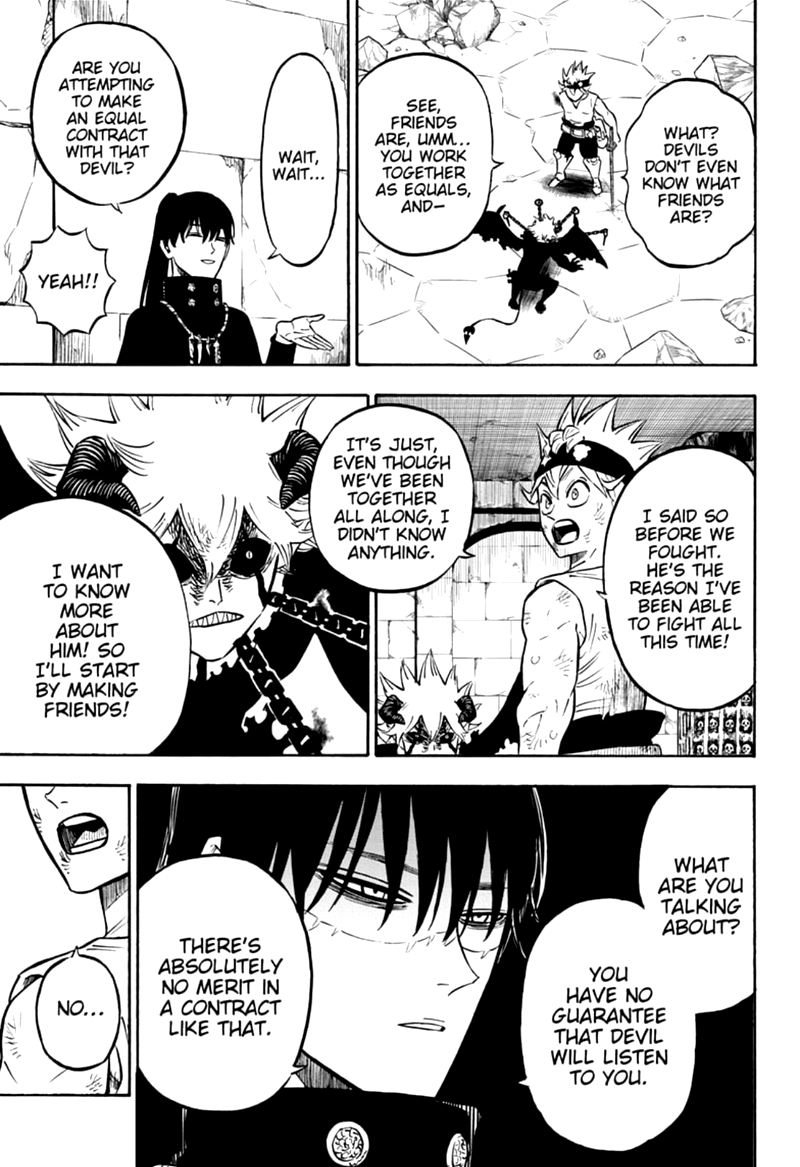 WHAT?
DEVILS
DON'T EVEN
KNOW WHAT
FRIENDS
ARE?
SEE,
FRIENDS
ARE, UMM...
YOU WORK
TOGETHER
AS EQUALS,
AND-
WAIT,
WAIT...
ARE YOU
ATTEMPTING
TO MAKE
AN EQUAL
CONTRACT
WITH THAT
DEVIL?
YEAH!!
I SAID SO
BEFORE WE
FOUGHT.
HE'S THE
REASON I'VE
BEEN ABLE
TO FIGHT ALL
THIS TIME!
IT'S JUST,
EVEN THOUGH
WE'VE BEEN
TOGETHER
ALL ALONG, I
DIDN'T KNOW
ANYTHING.
I WANT
TO KNOW
MORE
ABOUT
HIM! SO
I'LL START
BY MAKING
FRIENDS!
WHAT
ARE YOU
TALKING
ABOUT?
YOU
HAVE NO
GUARANTEE
THAT DEVIL
WILL LISTEN
TO YOU.
THERE'S
ABSOLUTELY
NO MERIT IN
A CONTRACT
LIKE THAT.
NO...